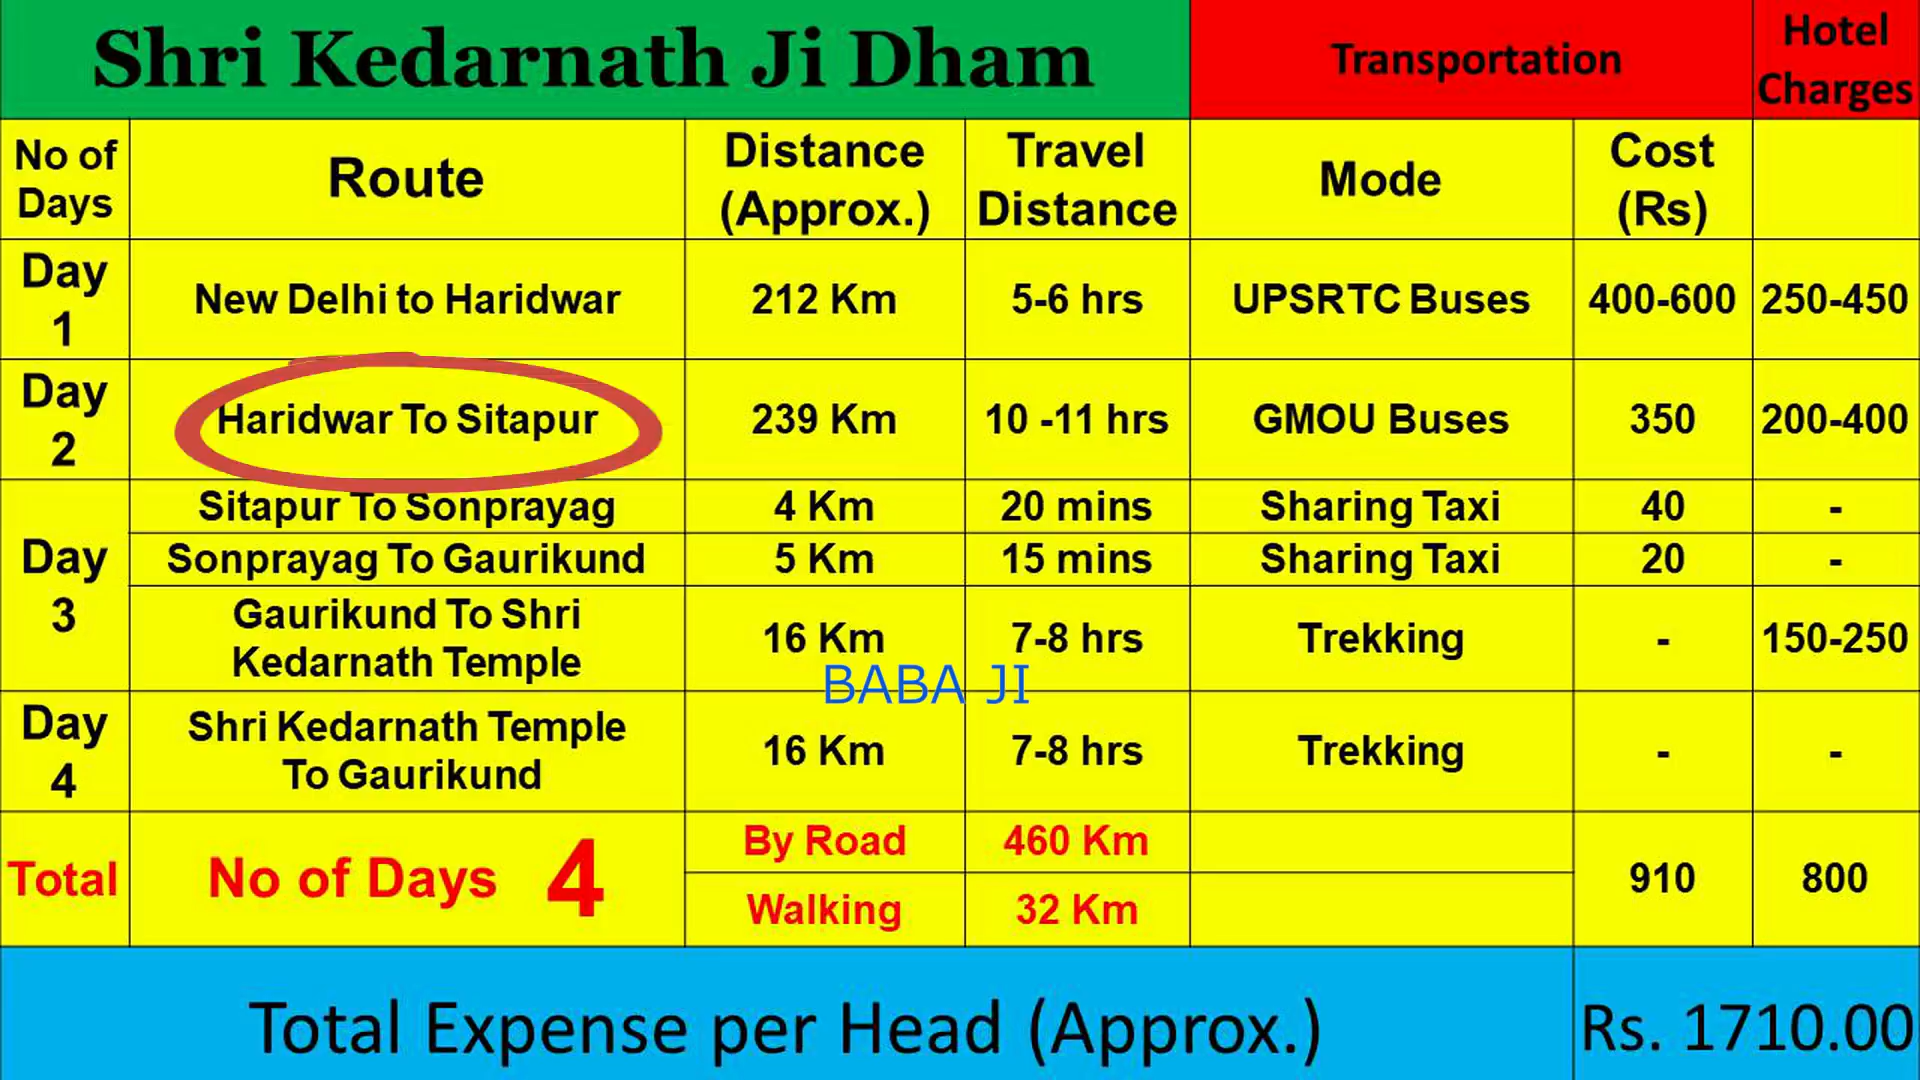 Shri Kedarnath Ji Dham
Transportation
Hotel
Charges
No of
Days
Route
Distance
(Approx.)
Travel
Distance
Mode
Cost
(Rs)
Day
1
New Delhi to Haridwar
212 Km
5-6 hrs
UPSRTC Buses
400-600
250-450
Day
2
Haridwar To Sitapur
239 Km
10 -11 hrs
GMOU Buses
350
200-400
Day
3
Sitapur To Sonprayag
4 Km
20 mins
Sharing Taxi
40
-
Sonprayag To Gaurikund
5 Km
15 mins
Sharing Taxi
20
-
Gaurikund To Shri
Kedarnath Temple
16 Km
7-8 hrs
Trekking
-
150-250
BABA JI
Day
4
Shri Kedarnath Temple
To Gaurikund
16 Km
7-8 hrs
Trekking
-
-
Total
No of Days 4
By Road
460 Km
Walking
32 Km
910
800
Total Expense per Head (Approx.)
Rs. 1710.00